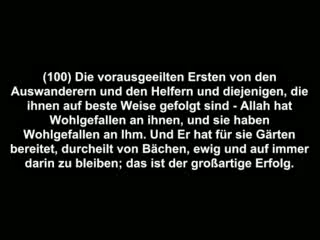 (100) Die vorausgeeilten Ersten von den
Auswanderern und den Helfern und diejenigen, die
ihnen auf beste Weise gefolgt sind - Allah hat
Wohlgefallen an ihnen, und sie haben
Wohlgefallen an Ihm. Und Er hat für sie Gärten
bereitet, durcheilt von Bächen, ewig und auf immer
darin zu bleiben; das ist der großartige Erfolg.